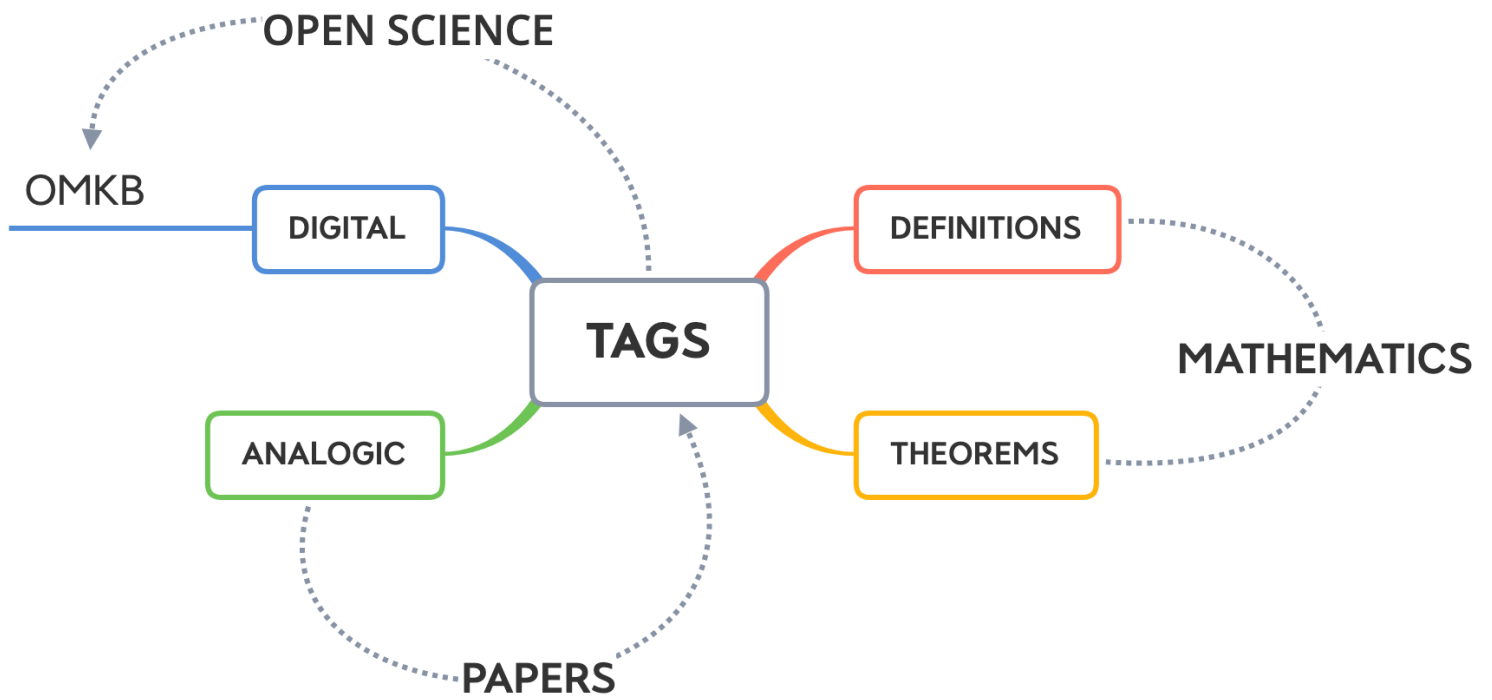 OPEN SCIENCE
OMKB
DIGITAL
DEFINITIONS
TAGS
MATHEMATICS
ANALOGIC
THEOREMS
PAPERS